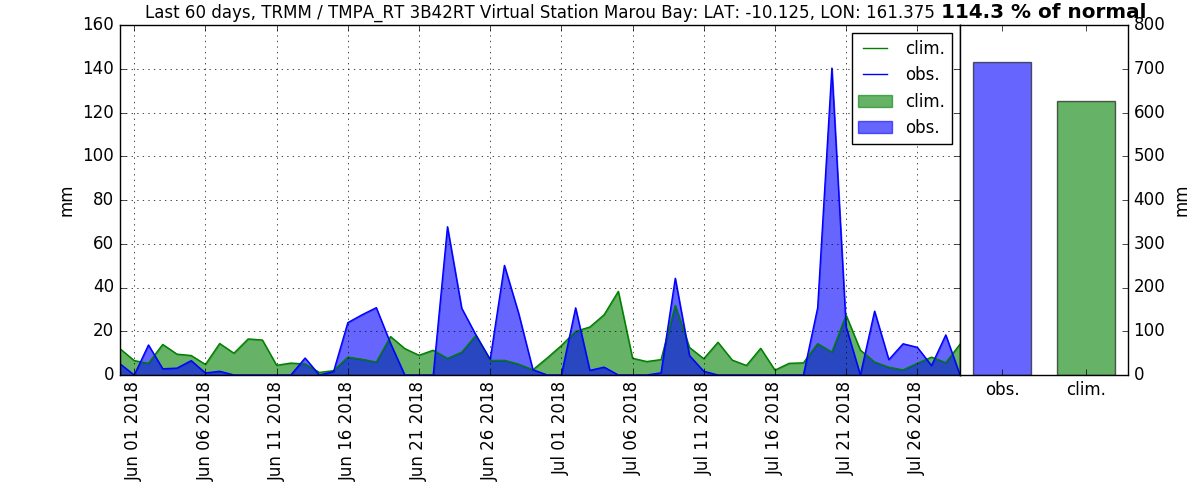 Last 60 days, TRMM / TMPA_RT 3B42RT Virtual Station Marou Bay: LAT: -10.125, LON: 161.375 114.3 % of normal
160
140
120
100
80
60
40
20
0
mm
clim.
obs.
clim.
obs.
Jun 01 2018
Jun 06 2018
Jun 11 2018
Jun 16 2018
Jun 21 2018
Jun 26 2018
Jul 01 2018
Jul 06 2018
Jul 11 2018
Jul 16 2018
Jul 21 2018
Jul 26 2018
800
700
600
500
400
300
200
100
0
mm
obs.
clim.